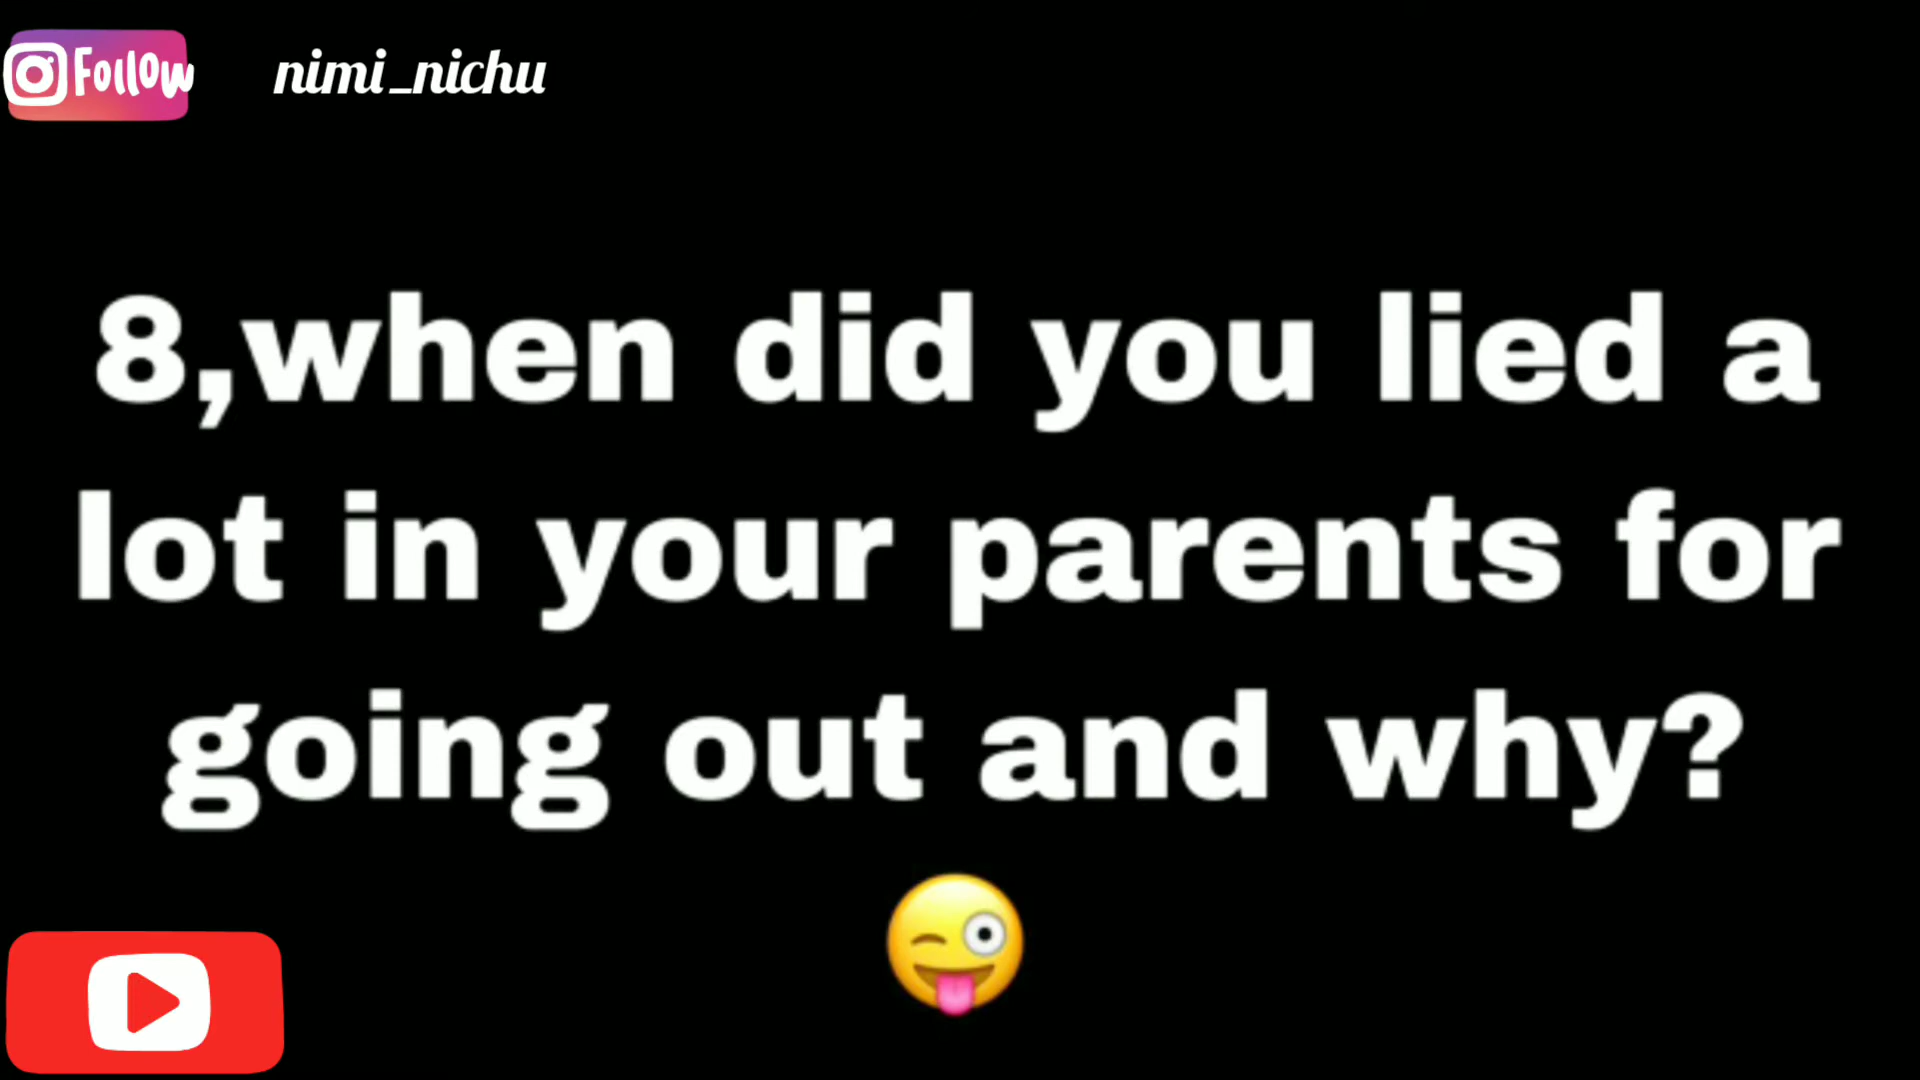 Follow
nimi_nichu
8,when did you lied a
lot in your parents for
going out and why?
😜